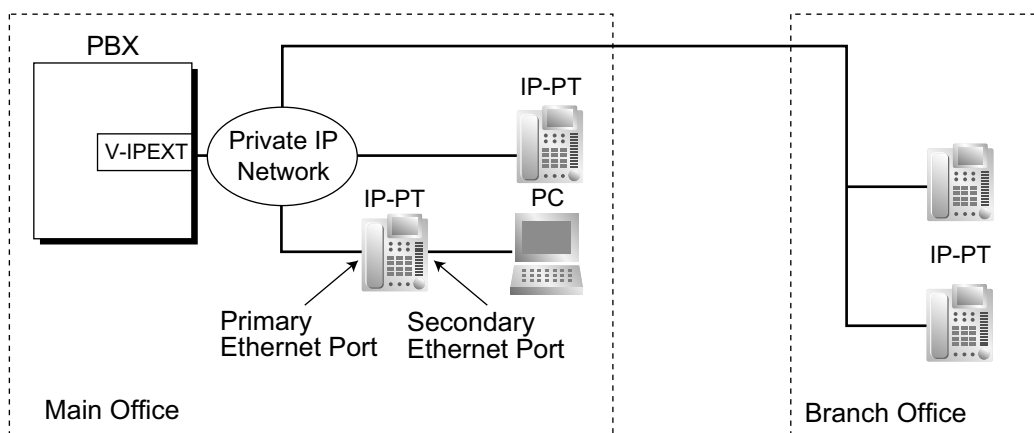 PBX
V-IPEXT
Private IP
Network
IP-PT
IP-PT
PC
Primary
Ethernet Port
Secondary
Ethernet Port
Main Office
IP-PT
Branch Office